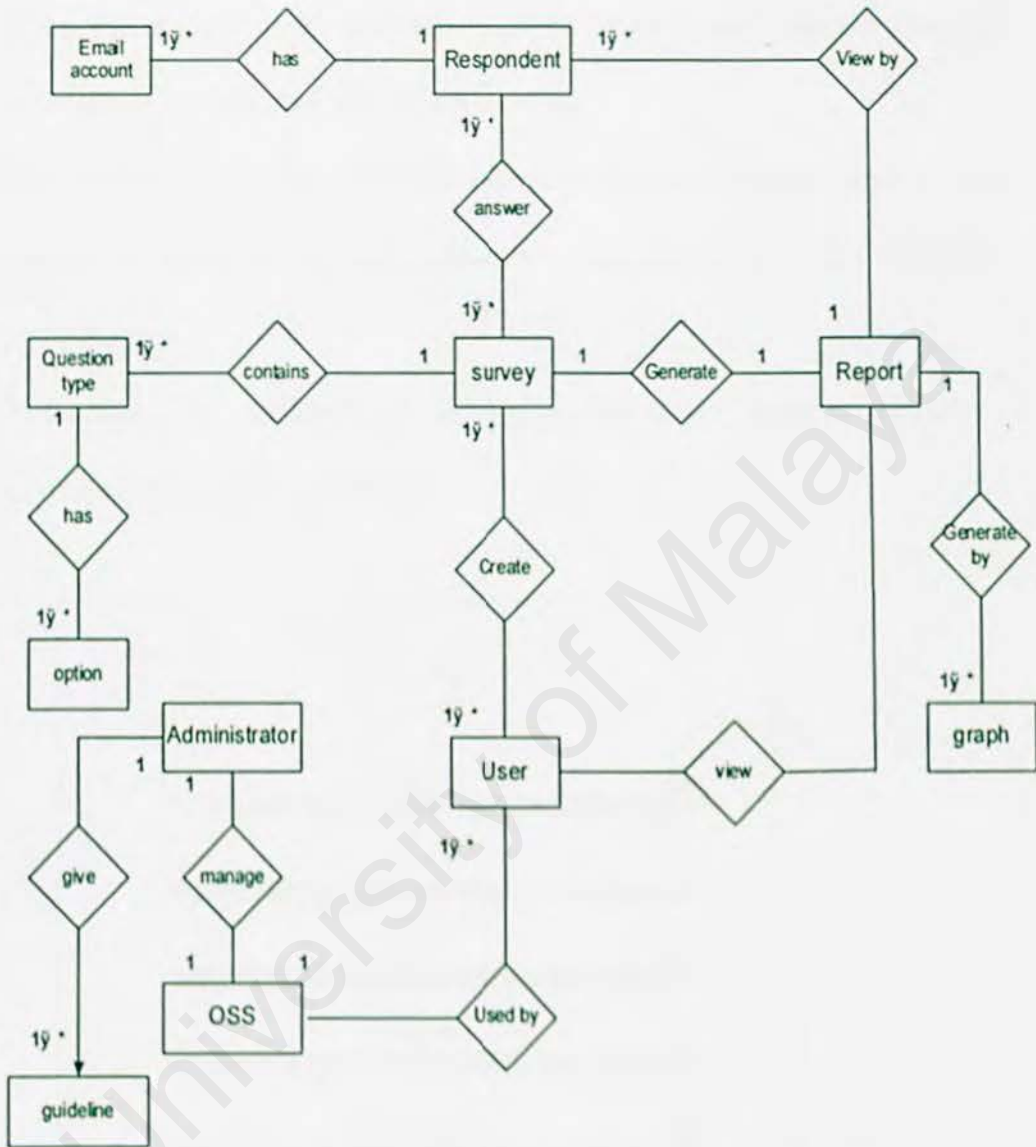 1ÿ *
1
1ÿ *
Email
account
has
Respondent
View by
1ÿ *
answer
1ÿ *
1
1ÿ *
1
1
1
Question
type
contains
survey
Generate
Report
1
1ÿ *
1
has
Create
Generate
by
1ÿ *
option
1ÿ *
1ÿ *
Administrator
graph
User
view
1
1
1ÿ *
give
manage
1
1
OSS
Used by
1ÿ *
guideline
University of Malaya